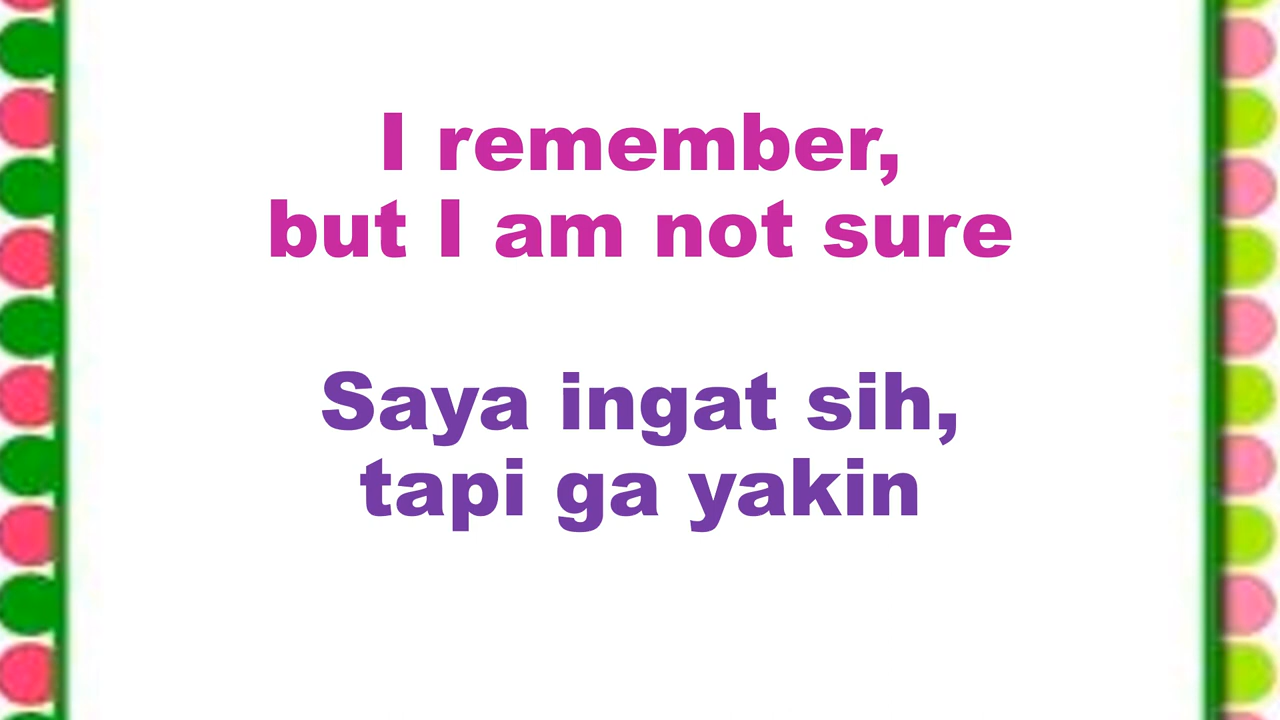 I remember,
but I am not sure
Saya ingat sih,
tapi ga yakin